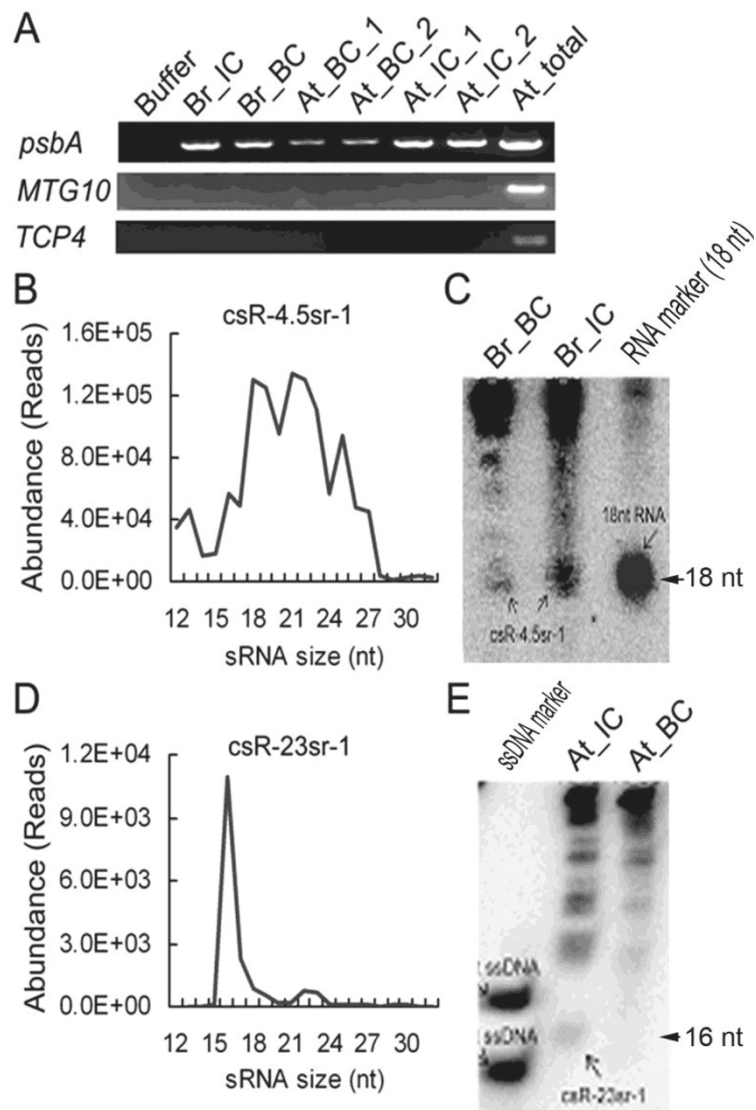 A
Buffer
Br_IC
Br_BC
At_BC_1
At_BC_2
At_IC_1
At_IC_2
At_total
psbA
MTG10
TCP4
B
csR-4.5sr-1
Abundance (Reads)
1.6E+05
1.2E+05
8.0E+04
4.0E+04
0.0E+00
12 15 18 21 24 27 30
sRNA size (nt)
C
Br_BC
Br_IC
RNA marker (18 nt)
18nt RNA
18 nt
csR-4.5sr-1
D
csR-23sr-1
Abundance (Reads)
1.2E+04
9.0E+03
6.0E+03
3.0E+03
0.0E+00
12 15 18 21 24 27 30
sRNA size (nt)
E
ssDNA marker
At_IC
At_BC
ssDNA
ssDNA
16 nt
csR-23sr-1